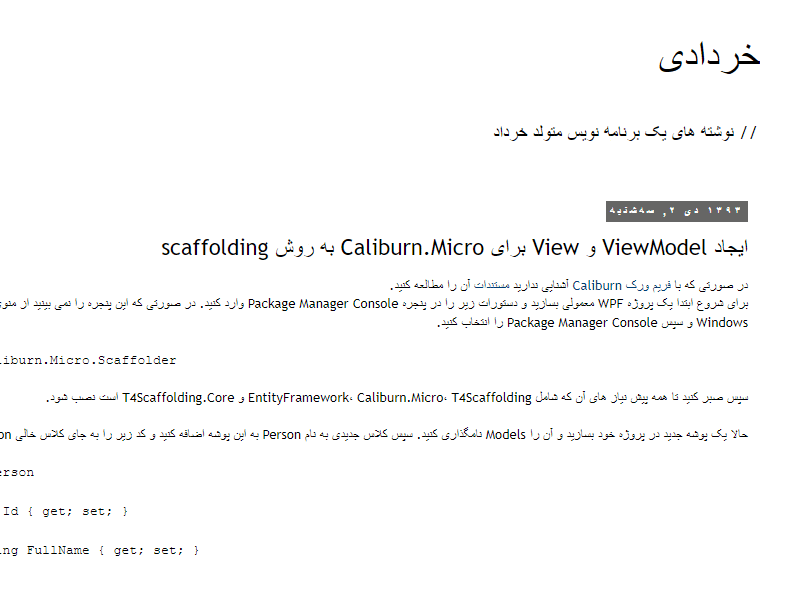 خردادی
// نوشته های یک برنامه نویس متولد خرداد
۱۳۹۳ دی ۲, سه‌شنبه
ایجاد ViewModel و View برای Caliburn.Micro به روش scaffolding
در صورتی که با فریم ورک Caliburn آشنایی ندارید مستندات آن را مطالعه کنید.
برای شروع ابتدا یک پروژه WPF معمولی بسازید و دستورات زیر را در پنجره Package Manager Console وارد کنید. در صورتی که این پنجره را نمی بینید از
Windows و سپس Package Manager Console را انتخاب کنید.
liburn.Micro.Scaffolder
سپس صبر کنید تا همه پیش نیاز های آن که شامل EntityFramework، Caliburn.Micro، T4Scaffolding و T4Scaffolding.Core است نصب شود.
حالا یک پوشه جدید در پروژه خود بسازید و آن را Models نامگذاری کنید. سپس کلاس جدیدی به نام Person به این پوشه اضافه کنید و کد زیر را به جای کلاس خالی on
erson
Id { get; set; }
ng FullName { get; set; }